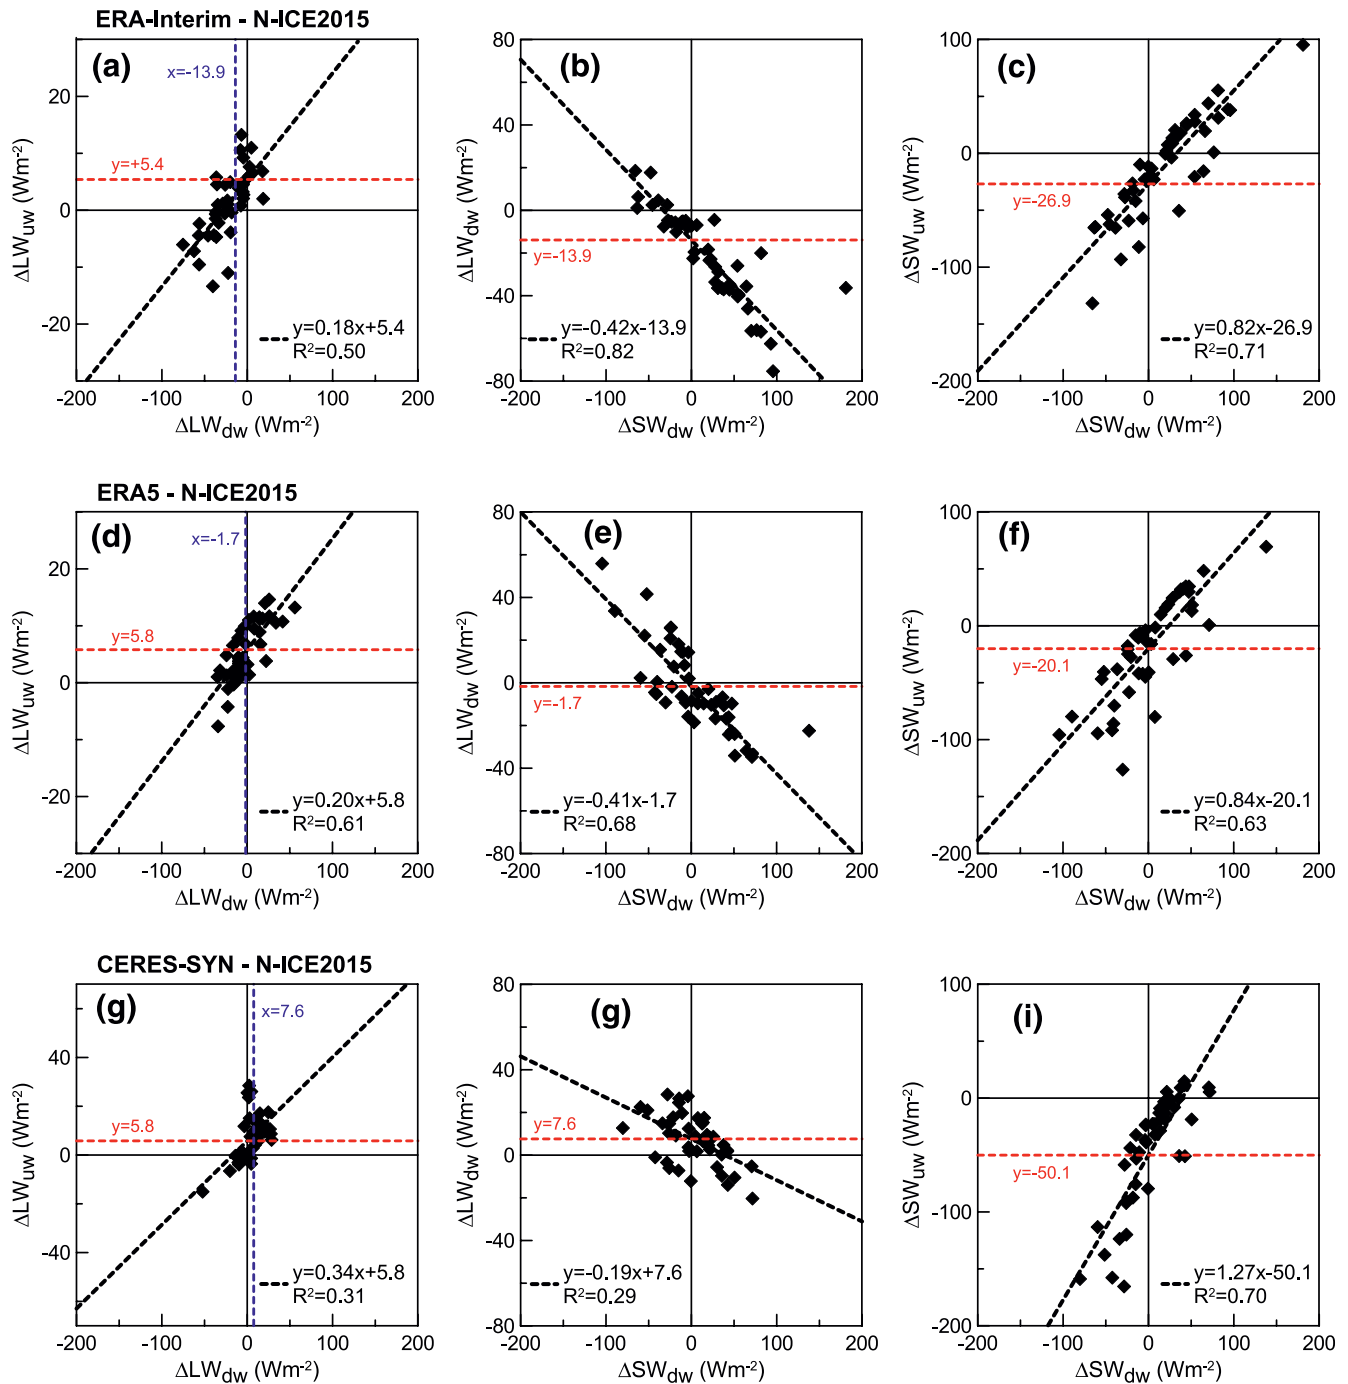 ERA-Interim - N-ICE2015
(a)
x=-13.9
y=+5.4
y=0.18x+5.4
R²=0.50
20
0
-20
-200
-100
0
100
200
ΔLWuw (Wm-2)
ΔLWdw (Wm-2)
(b)
y=-13.9
y=-0.42x-13.9
R²=0.82
80
40
0
-40
-80
-200
-100
0
100
200
ΔLWdw (Wm-2)
ΔSWdw (Wm-2)
(c)
y=-26.9
y=0.82x-26.9
R²=0.71
100
0
-100
-200
-200
-100
0
100
200
ΔSWuw (Wm-2)
ΔSWdw (Wm-2)
ERA5 - N-ICE2015
(d)
x=-1.7
y=5.8
y=0.20x+5.8
R²=0.61
20
0
-20
-200
-100
0
100
200
ΔLWuw (Wm-2)
ΔLWdw (Wm-2)
(e)
y=-1.7
y=-0.41x-1.7
R²=0.68
80
40
0
-40
-80
-200
-100
0
100
200
ΔLWdw (Wm-2)
ΔSWdw (Wm-2)
(f)
y=-20.1
y=0.84x-20.1
R²=0.63
100
0
-100
-200
-200
-100
0
100
200
ΔSWuw (Wm-2)
ΔSWdw (Wm-2)
CERES-SYN - N-ICE2015
(g)
x=7.6
y=5.8
y=0.34x+5.8
R²=0.31
40
0
-40
-200
-100
0
100
200
ΔLWuw (Wm-2)
ΔLWdw (Wm-2)
(g)
y=7.6
y=-0.19x+7.6
R²=0.29
80
40
0
-40
-80
-200
-100
0
100
200
ΔLWdw (Wm-2)
ΔSWdw (Wm-2)
(i)
y=-50.1
y=1.27x-50.1
R²=0.70
100
0
-100
-200
-200
-100
0
100
200
ΔSWuw (Wm-2)
ΔSWdw (Wm-2)